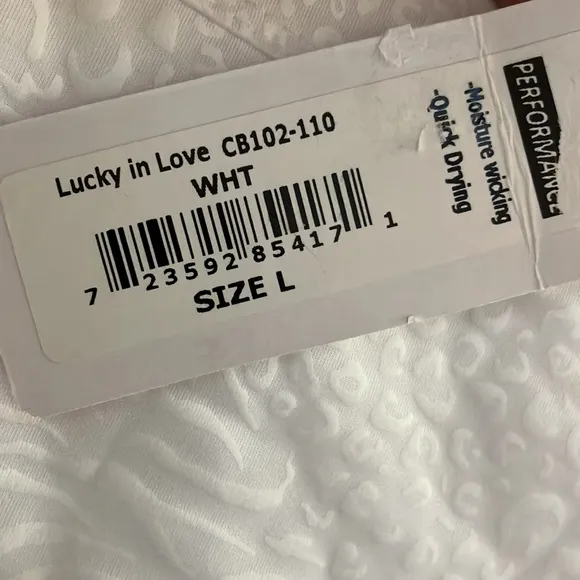 Lucky in Love CB102-110
WHT
7 23592 85417 1
SIZE L
PERFORMANCE
-Moisture wicking
-Quick Drying